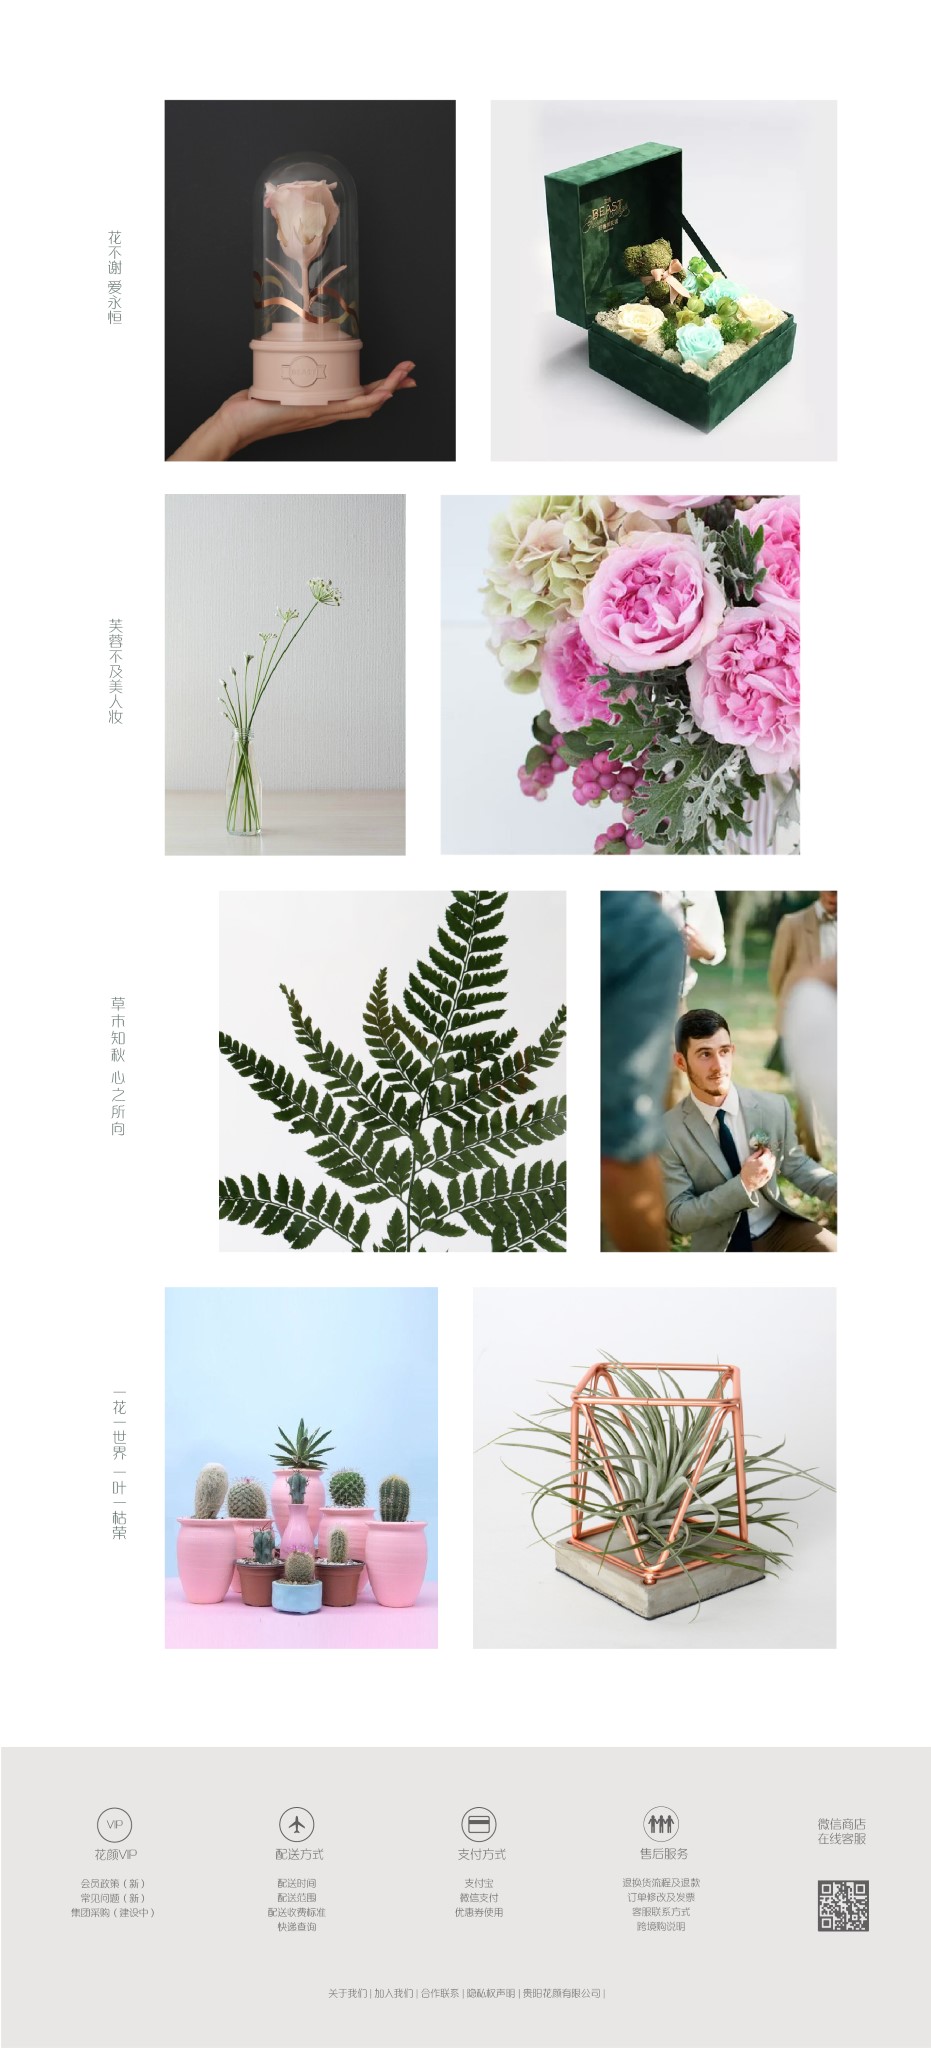 花不谢 爱永恒
BEAST
芙蓉不及美人妆
草市知秋 心之所向
一花一世界 一叶一枯荣
VIP
花颜VIP
会员政策（新）
常见问题（新）
集团采购（建设中）
配送方式
配送时间
配送范围
配送收费标准
快递查询
支付方式
支付宝
微信支付
优惠券使用
售后服务
退换货流程及退款
订单修改及发票
客服联系方式
跨境购说明
微信商店
在线客服
关于我们 | 加入我们 | 合作联系 | 隐私权声明 | 贵阳花颜有限公司 |